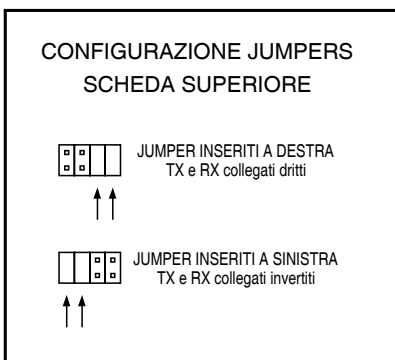 CONFIGURAZIONE JUMPERS
SCHEDA SUPERIORE
JUMPER INSERITI A DESTRA
TX e RX collegati dritti
JUMPER INSERITI A SINISTRA
TX e RX collegati invertiti